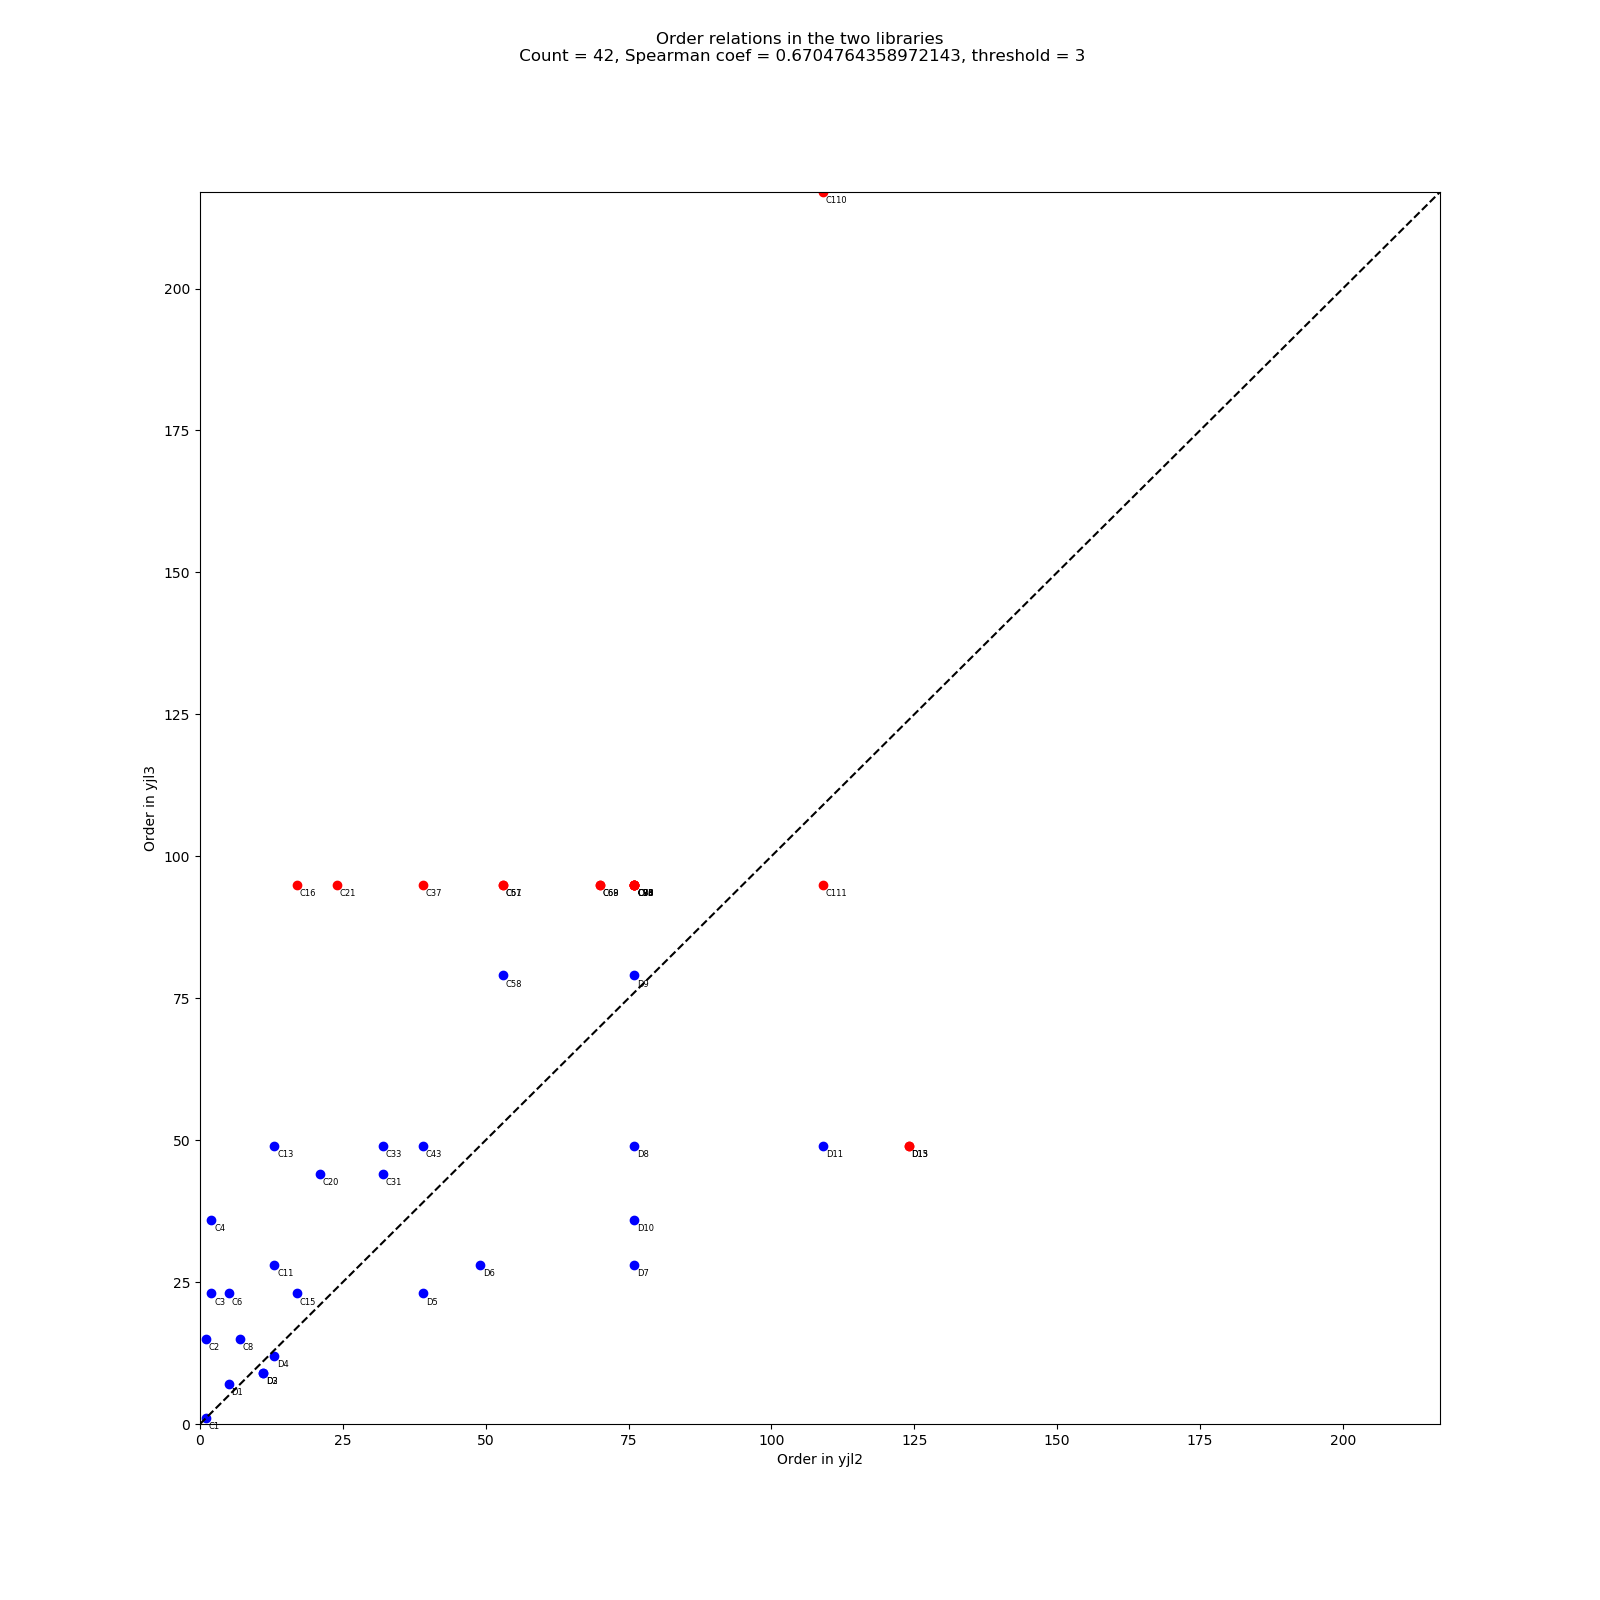 Order relations in the two libraries
Count = 42, Spearman coef = 0.6704764358972143, threshold = 3
C110
200
175
150
125
Order in yjl3
100
C16
C21
C37
C111
C58
D9
75
50
C13
C33
C43
D8
D11
C20
C31
C4
D10
C11
D6
D7
25
C3
C6
C15
D5
C2
C8
D4
D1
C1
0
0
25
50
75
100
125
150
175
200
Order in yjl2